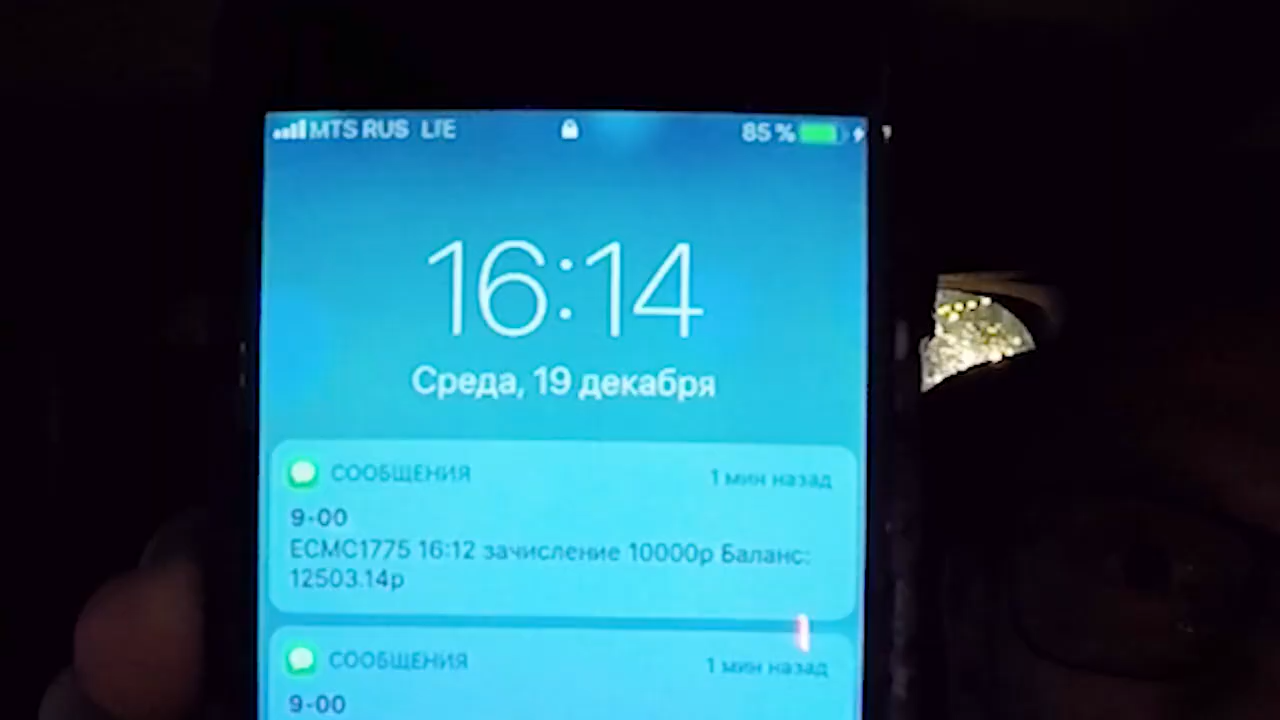 MTS RUS LTE 85 %
16:14
Среда, 19 декабря
СООБЩЕНИЯ 1 мин назад
9-00
ECMC1775 16:12 зачисление 10000р Баланс:
12503.14р
СООБЩЕНИЯ 1 мин назад
9-00